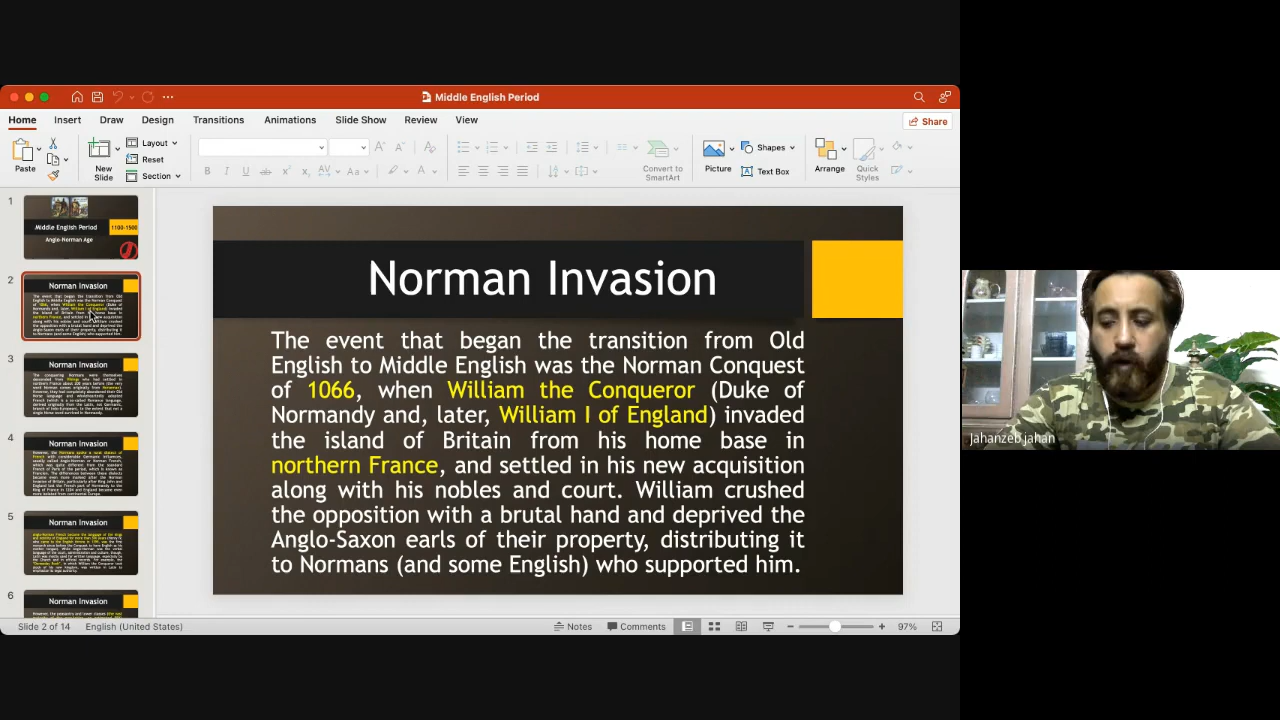 Middle English Period
Home Insert Draw Design Transitions Animations Slide Show Review View Share
Paste
New
Slide
Layout
Reset
Section
Convert to
SmartArt
Picture
Shapes
Text Box
Arrange
Quick
Styles
1
Middle English Period 1100-1500
Anglo-Norman Age
2
Norman Invasion
3
Norman Invasion
4
Norman Invasion
5
Norman Invasion
6
Norman Invasion
Norman Invasion
The event that began the transition from Old
English to Middle English was the Norman Conquest
of 1066, when William the Conqueror (Duke of
Normandy and, later, William I of England) invaded
the island of Britain from his home base in
northern France, and settled in his new acquisition
along with his nobles and court. William crushed
the opposition with a brutal hand and deprived the
Anglo-Saxon earls of their property, distributing it
to Normans (and some English) who supported him.
Jahanzeb jahan
Slide 2 of 14 English (United States) Notes Comments 97%